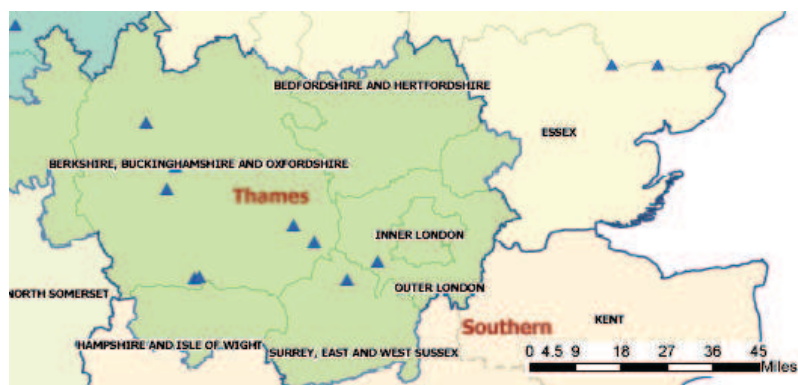 BEDFORDSHIRE AND HERTFORDSHIRE
ESSEX
BERKSHIRE, BUCKINGHAMSHIRE AND OXFORDSHIRE
Thames
INNER LONDON
OUTER LONDON
NORTH SOMERSET
Southern
KENT
HAMPSHIRE AND ISLE OF WIGHT
SURREY, EAST AND WEST SUSSEX
0 4.5 9 18 27 36 45
Miles